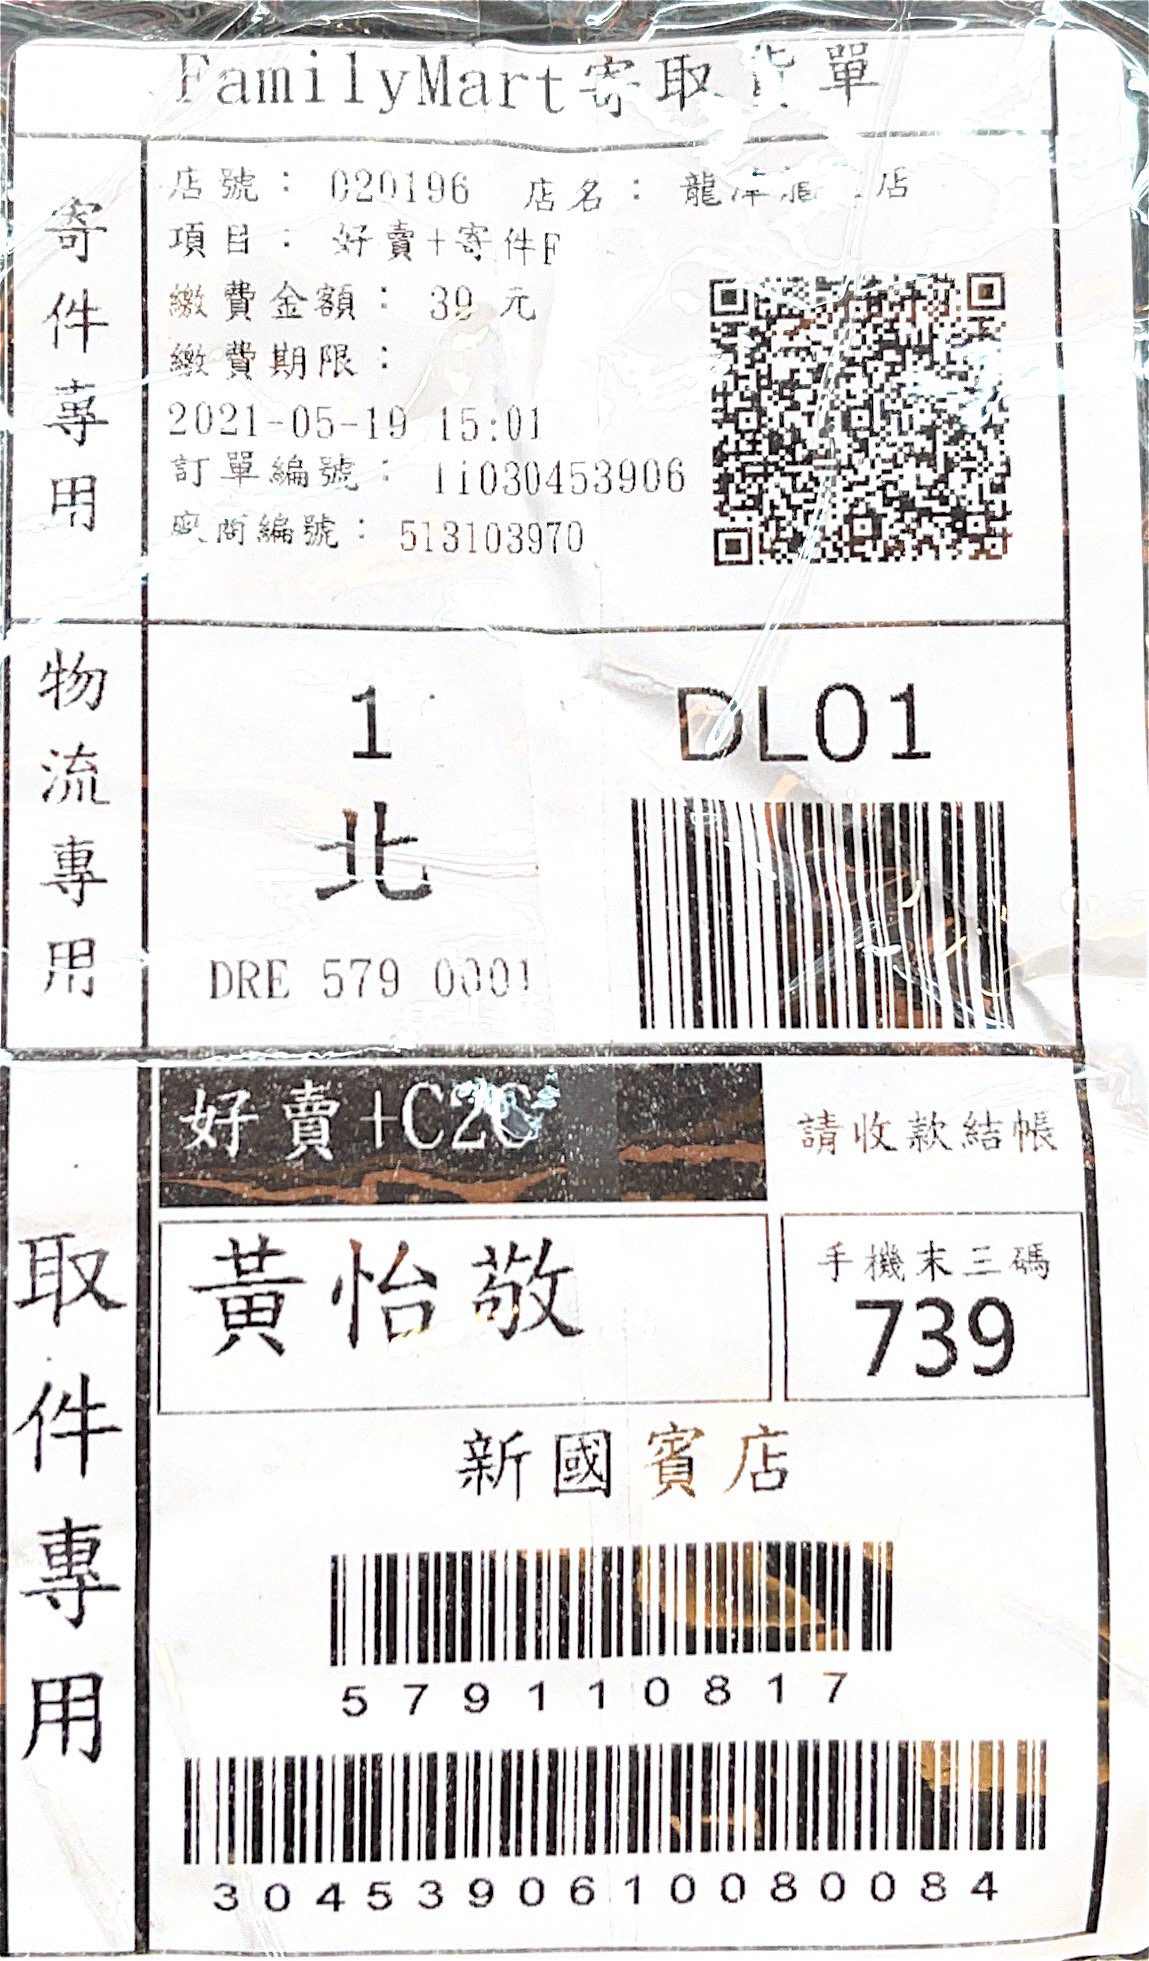 FamilyMart寄取貨單
寄件專用
店號： 020196 店名： 龍 店
項目： 好賣+寄件F
繳費金額： 39 元
繳費期限：
2021-05-19 15:01
訂單編號： 1i030453906
廠商編號： 513103970
物流專用
1
北
DRE 579 0001
DL01
取件專用
好賣+C2C
請收款結帳
黃怡敬
手機末三碼
739
新國賓店
579110817
3045390610080084